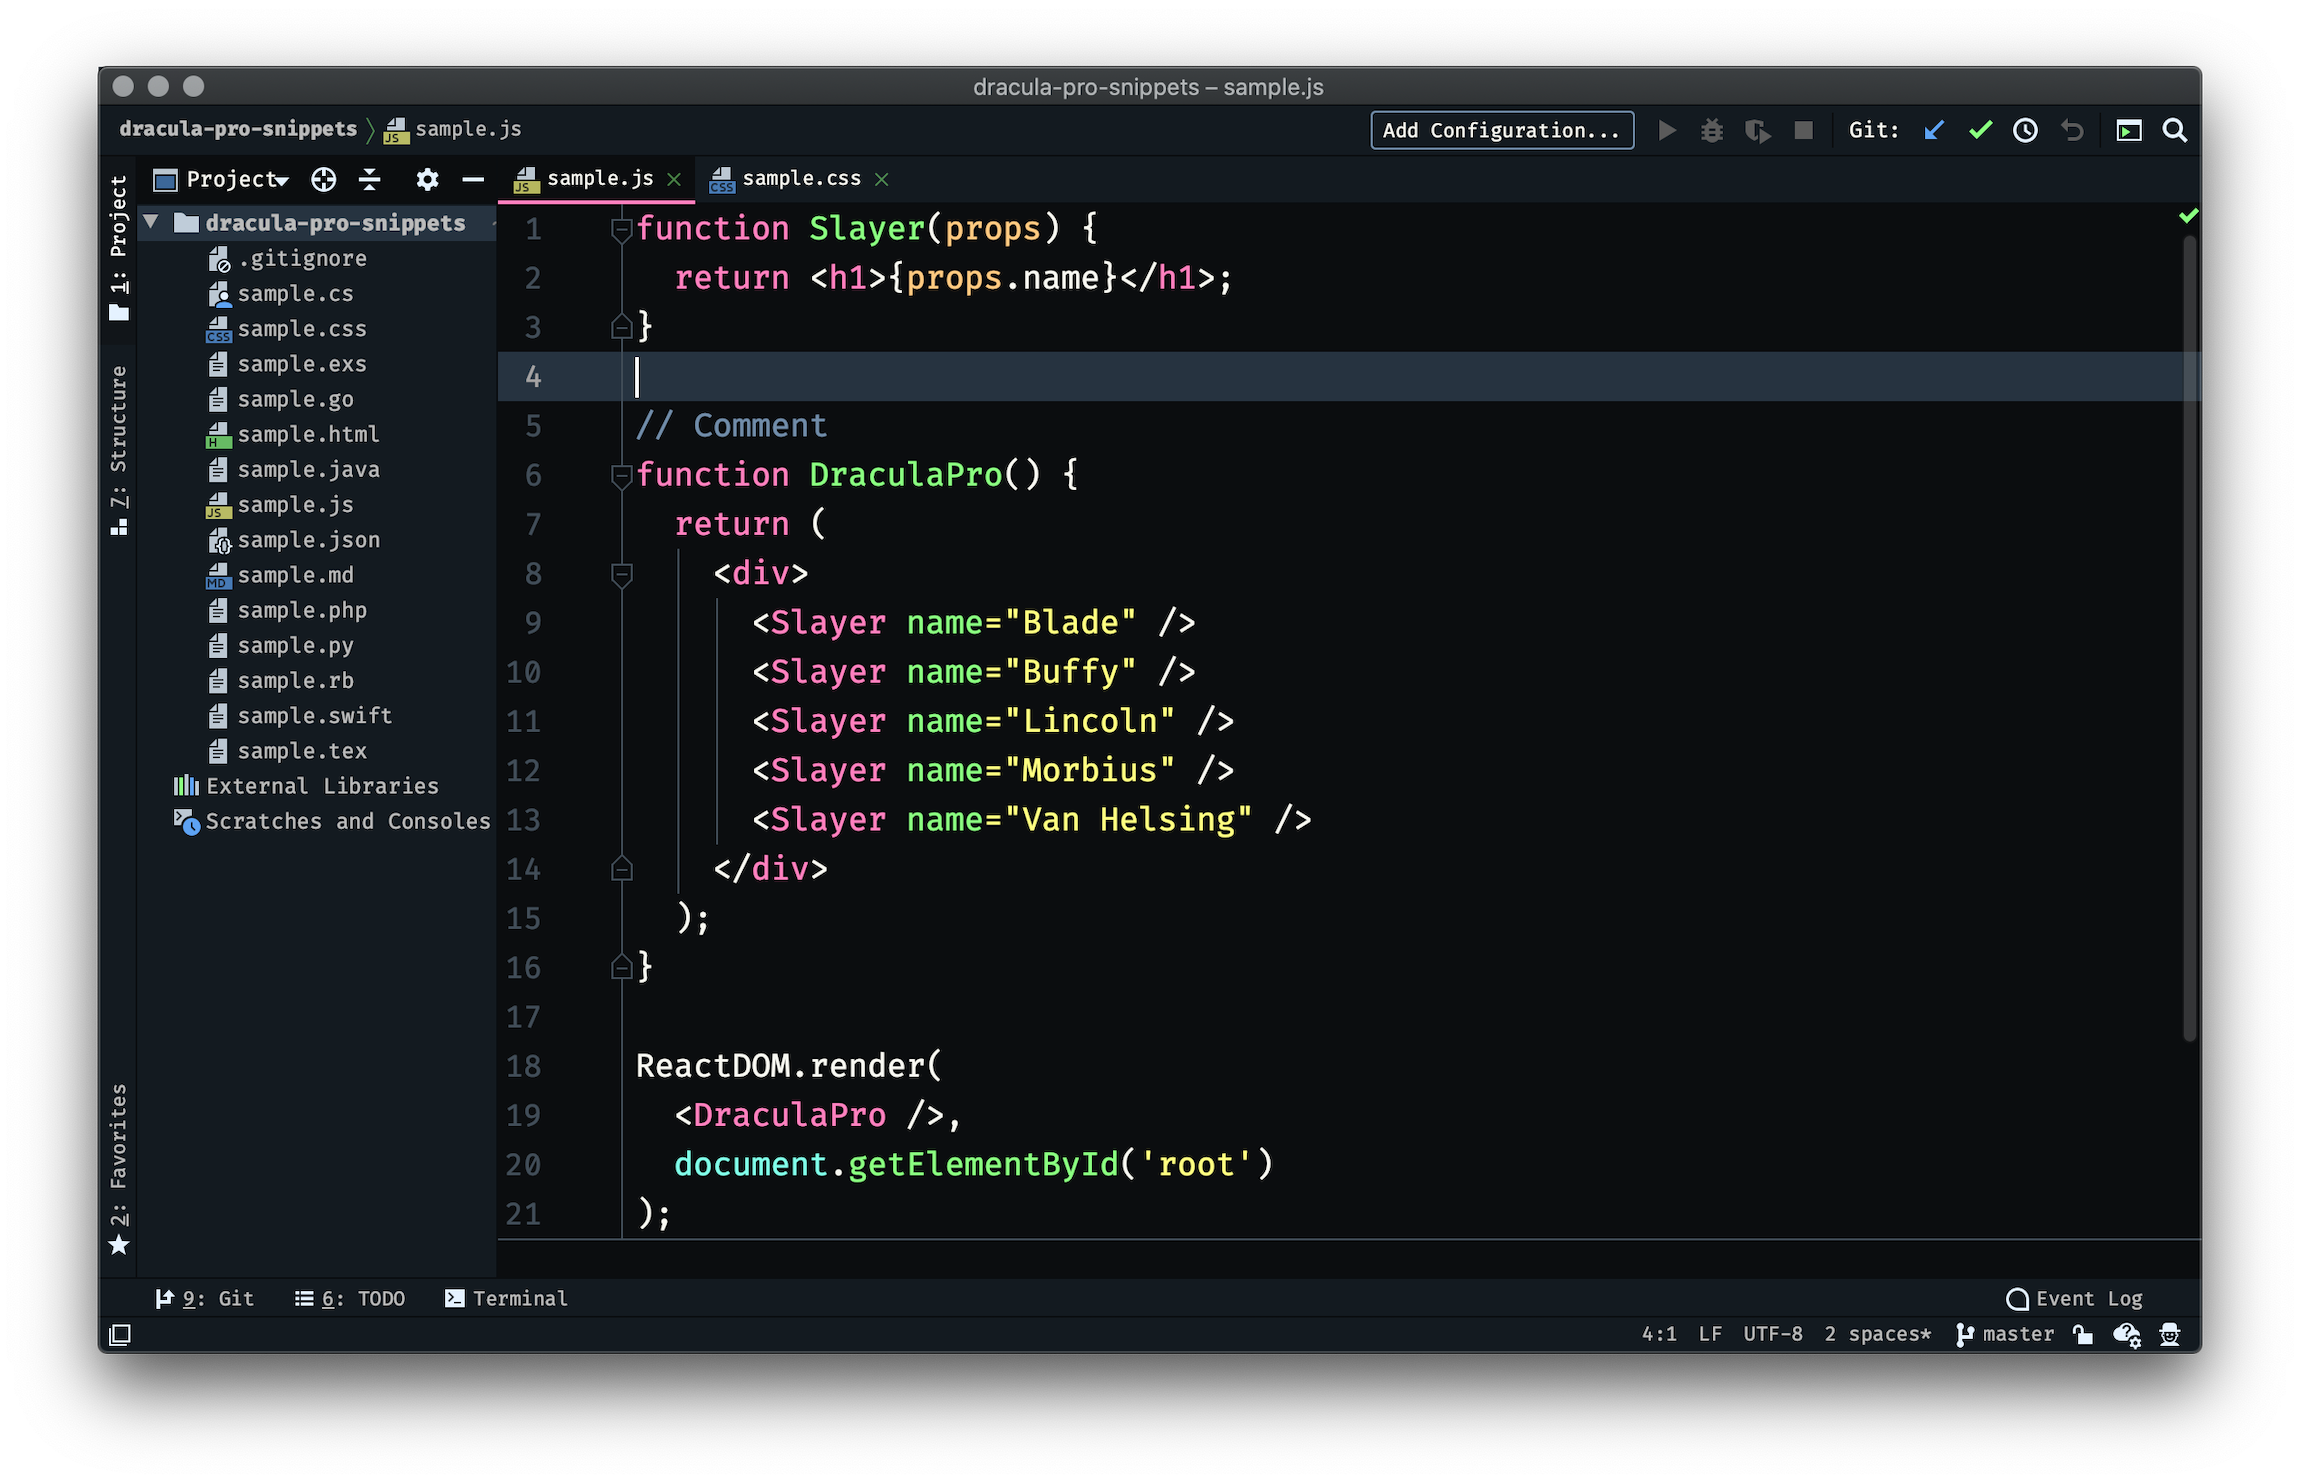 dracula-pro-snippets – sample.js
dracula-pro-snippets 〉 sample.js
Add Configuration...
Git:
1: Project
7: Structure
2: Favorites
Project
dracula-pro-snippets
.gitignore
sample.cs
sample.css
sample.exs
sample.go
sample.html
sample.java
sample.js
sample.json
sample.md
sample.php
sample.py
sample.rb
sample.swift
sample.tex
External Libraries
Scratches and Consoles
sample.js ×
sample.css ×
1 function Slayer(props) {
2   return <h1>{props.name}</h1>;
3 }
4
5 // Comment
6 function DraculaPro() {
7   return (
8     <div>
9       <Slayer name="Blade" />
10       <Slayer name="Buffy" />
11       <Slayer name="Lincoln" />
12       <Slayer name="Morbius" />
13       <Slayer name="Van Helsing" />
14     </div>
15   );
16 }
17
18 ReactDOM.render(
19   <DraculaPro />,
20   document.getElementById('root')
21 );
9: Git
6: TODO
Terminal
Event Log
4:1 LF UTF-8 2 spaces* master